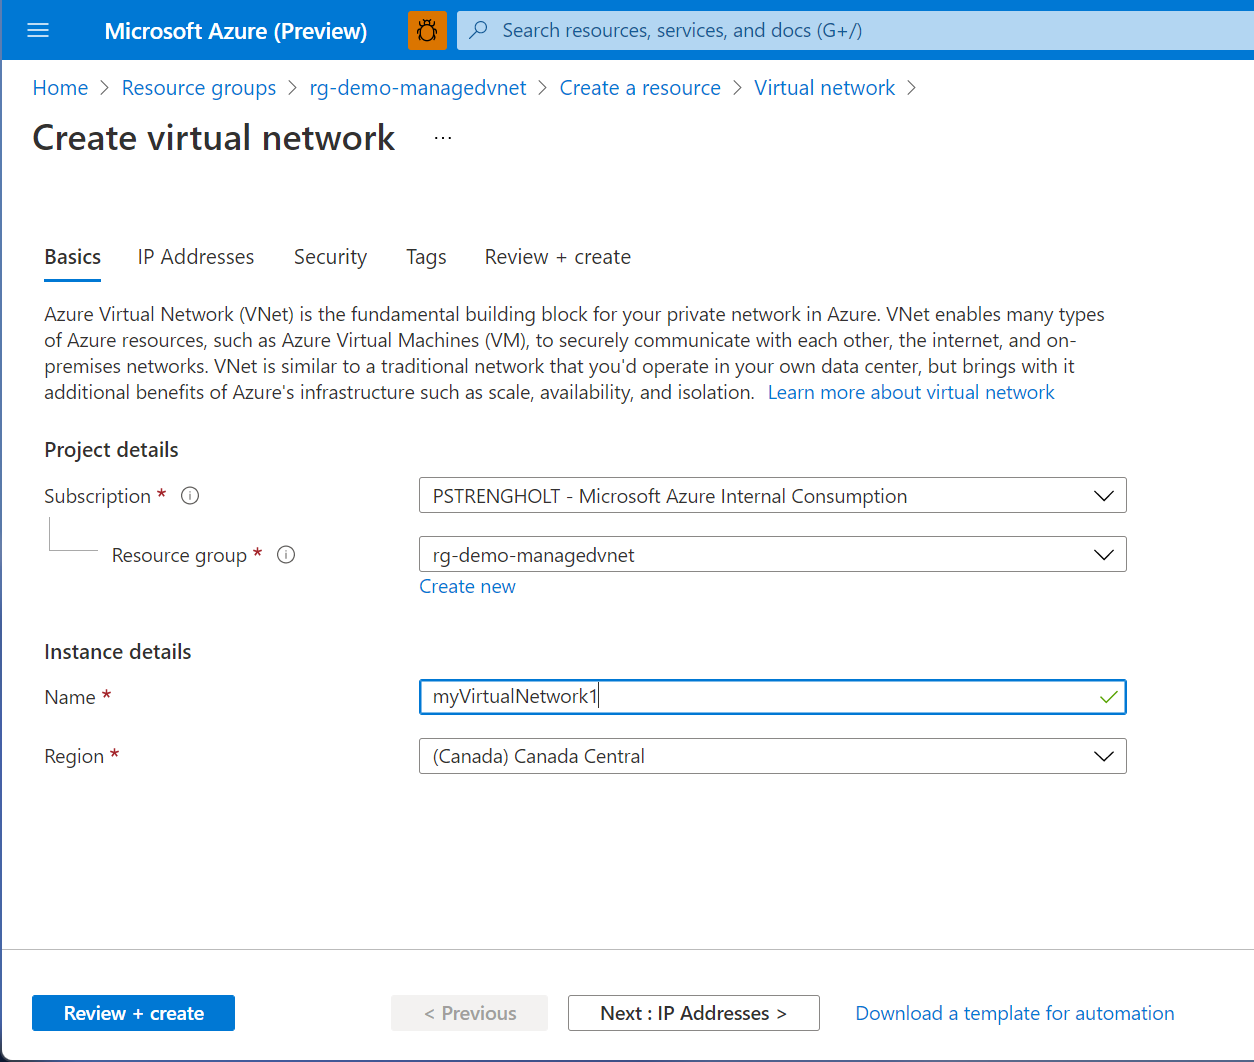 Microsoft Azure (Preview)
Search resources, services, and docs (G+/)
Home > Resource groups > rg-demo-managedvnet > Create a resource > Virtual network >
Create virtual network ...
Basics IP Addresses Security Tags Review + create
Azure Virtual Network (VNet) is the fundamental building block for your private network in Azure. VNet enables many types
of Azure resources, such as Azure Virtual Machines (VM), to securely communicate with each other, the internet, and on-
premises networks. VNet is similar to a traditional network that you'd operate in your own data center, but brings with it
additional benefits of Azure's infrastructure such as scale, availability, and isolation. Learn more about virtual network
Project details
Subscription * PSTRENGHOLT - Microsoft Azure Internal Consumption
Resource group * rg-demo-managedvnet
Create new
Instance details
Name * myVirtualNetwork1
Region * (Canada) Canada Central
Review + create < Previous Next : IP Addresses > Download a template for automation